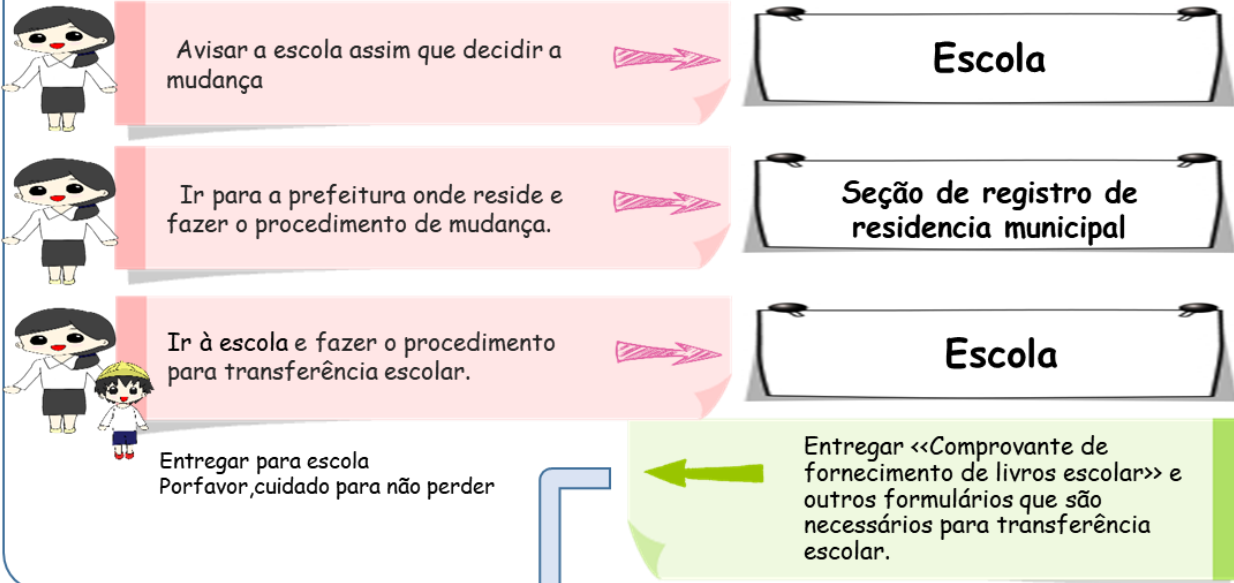 Avisar a escola assim que decidir a
mudança
Escola
Ir para a prefeitura onde reside e
fazer o procedimento de mudança.
Seção de registro de
residencia municipal
Ir à escola e fazer o procedimento
para transferência escolar.
Escola
Entregar para escola
Porfavor,cuidado para não perder
Entregar <<Comprovante de
fornecimento de livros escolar>> e
outros formulários que são
necessários para transferência
escolar.